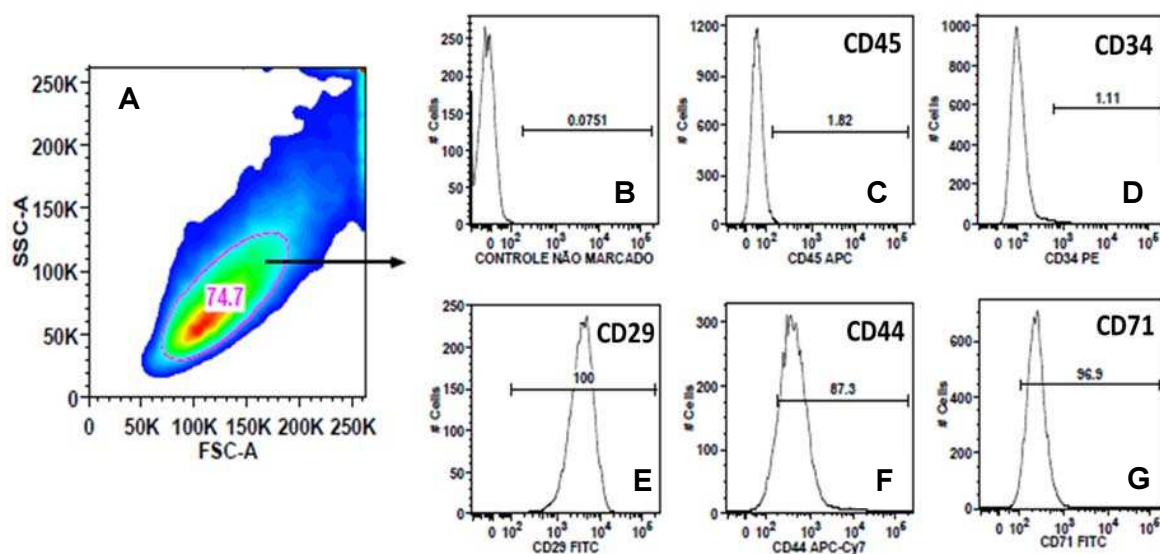 A
SSC-A
250K
200K
150K
100K
50K
0
74.7
0 50K 100K 150K 200K 250K
FSC-A
B
# Cells
250
200
150
100
50
0
0.0751
0 10² 10³ 10⁴ 10⁵
CONTROLE NÃO MARCADO
CD45
C
# Cells
1200
900
600
300
0
1.82
0 10² 10³ 10⁴ 10⁵
CD45 APC
CD34
D
# Cells
1000
800
600
400
200
0
1.11
0 10² 10³ 10⁴ 10⁵
CD34 PE
CD29
E
# Cells
250
200
150
100
50
0
100
0 10² 10³ 10⁴ 10⁵
CD29 FITC
CD44
F
# Cells
300
200
100
0
87.3
0 10² 10³ 10⁴ 10⁵
CD44 APC-Cy7
CD71
G
# Cells
600
400
200
0
96.9
0 10² 10³ 10⁴ 10⁵
CD71 FITC